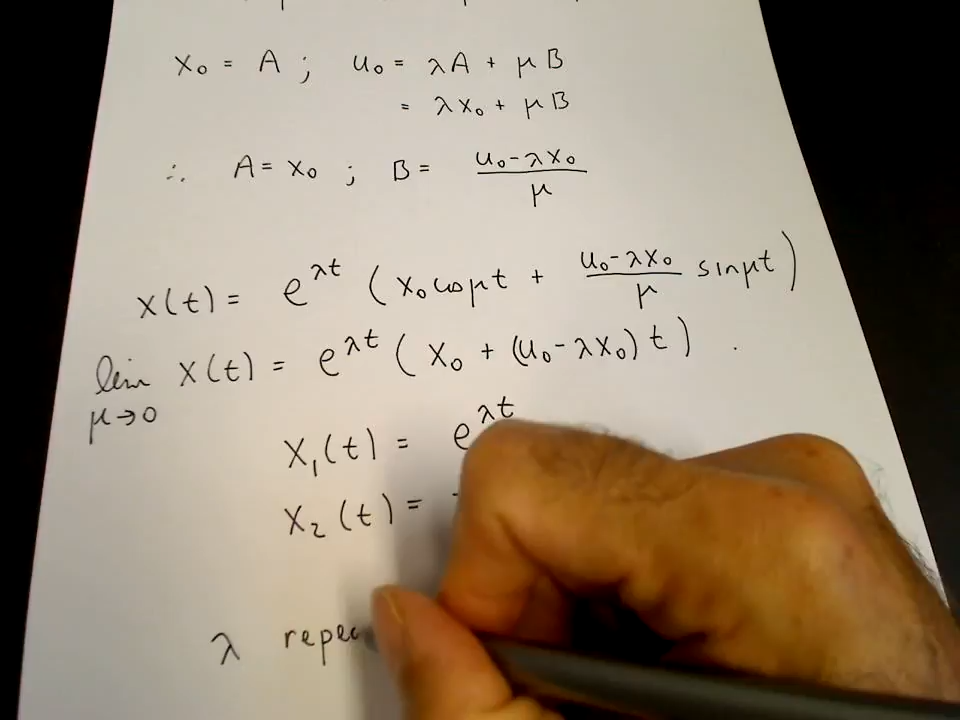 x₀ = A ; u₀ = λA + μB
= λx₀ + μB
∴ A = x₀ ; B = (u₀ - λx₀)/μ
x(t) = e^{λt} ( x₀ cos μt + (u₀ - λx₀)/μ sin μt )
lim_{μ→0} x(t) = e^{λt} ( x₀ + (u₀ - λx₀) t ) .
x₁(t) = e^{λt}
x₂(t) =
λ